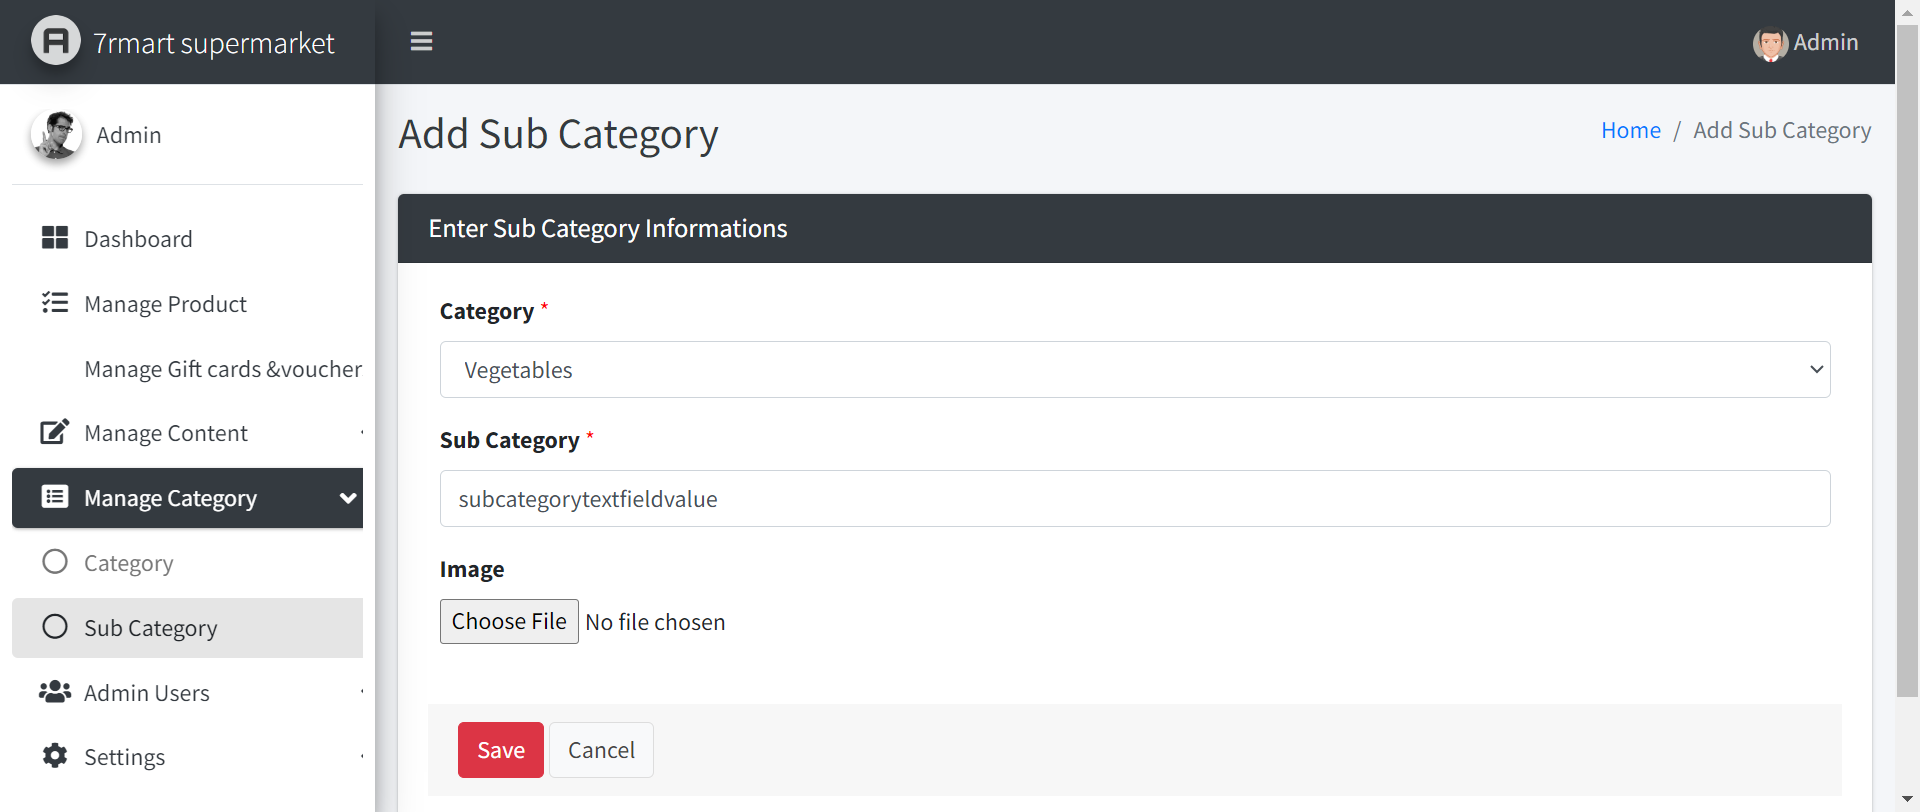 7rmart supermarket
Admin
Admin
Dashboard
Manage Product
Manage Gift cards &voucher
Manage Content
Manage Category
Category
Sub Category
Admin Users
Settings
Add Sub Category
Home / Add Sub Category
Enter Sub Category Informations
Category *
Vegetables
Sub Category *
subcategorytextfieldvalue
Image
Choose File No file chosen
Save Cancel